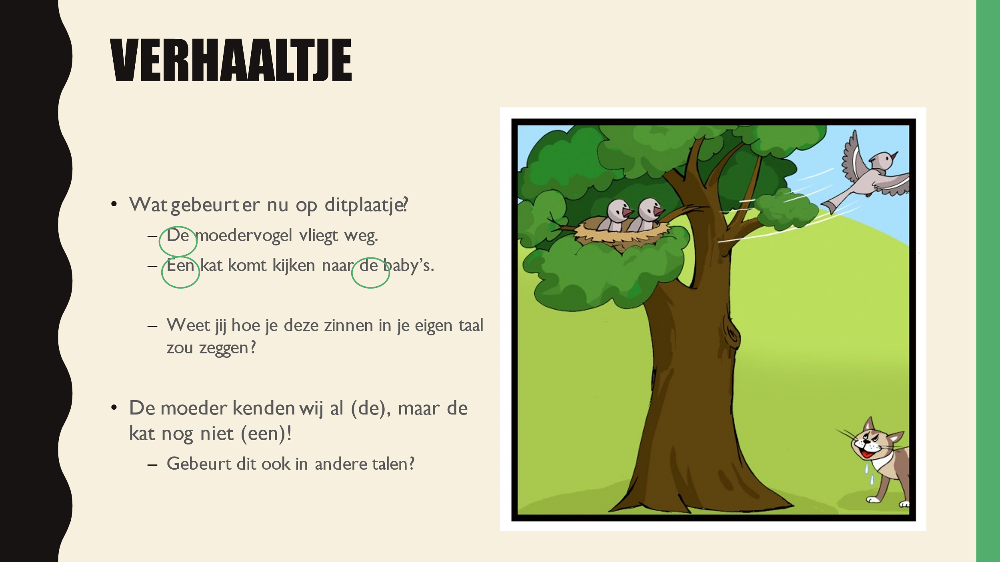 VERHAALTJE
• Wat gebeurt er nu op ditplaatje?
– De moedervogel vliegt weg.
– Een kat komt kijken naar de baby’s.
– Weet jij hoe je deze zinnen in je eigen taal
zou zeggen?
• De moeder kenden wij al (de), maar de
kat nog niet (een)!
– Gebeurt dit ook in andere talen?